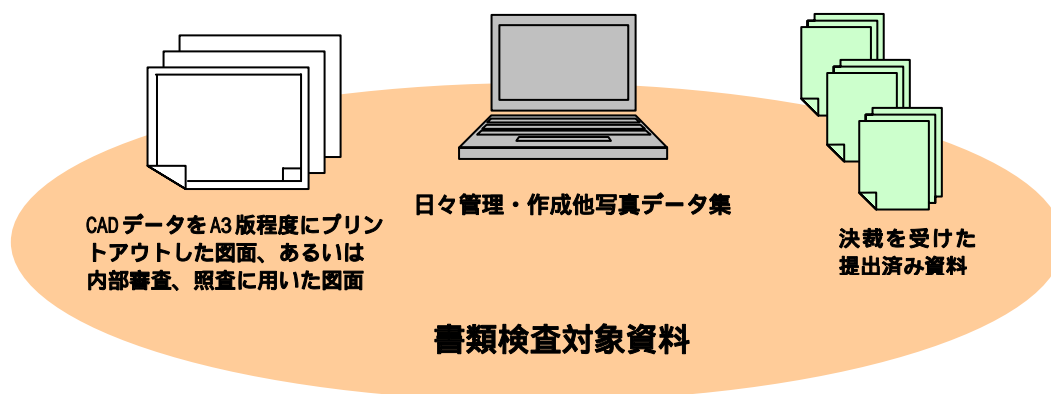 CADデータをA3版程度にプリン
トアウトした図面、あるいは
内部審査、照査に用いた図面
日々管理・作成他写真データ集
決裁を受けた
提出済み資料
書類検査対象資料